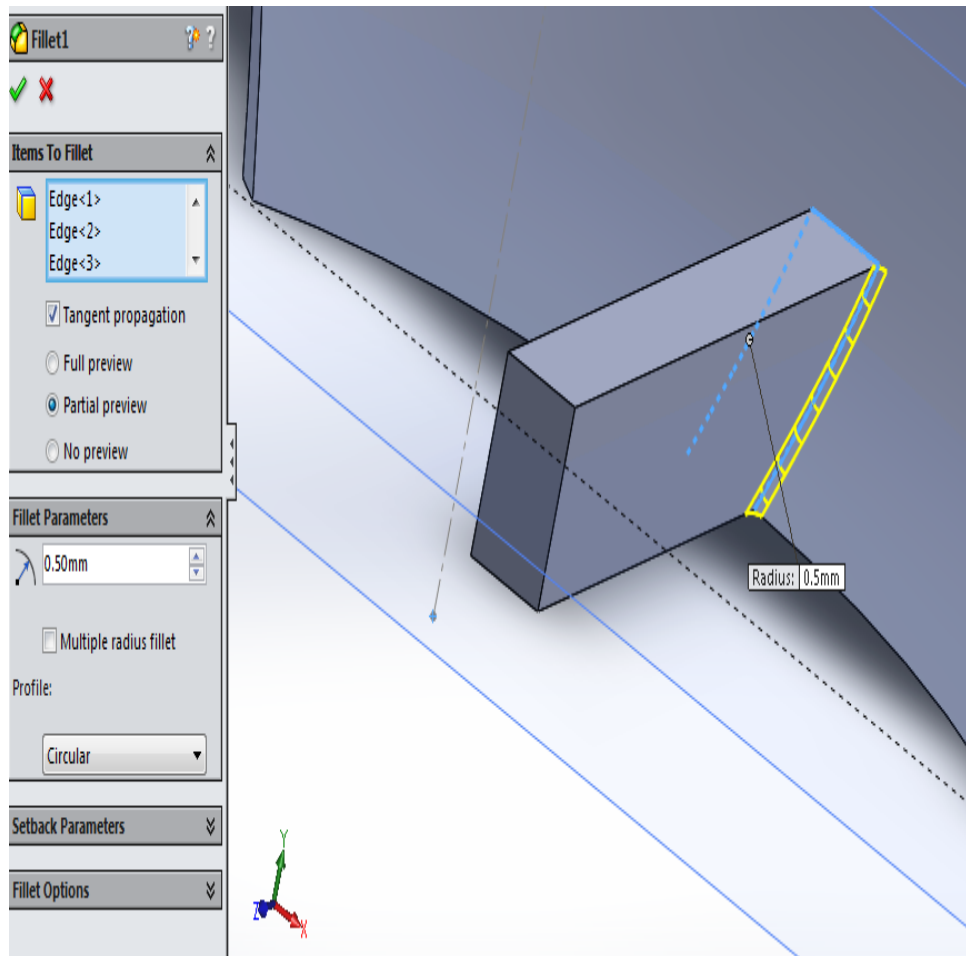 Fillet1
Items To Fillet
Edge<1>
Edge<2>
Edge<3>
Tangent propagation
Full preview
Partial preview
No preview
Fillet Parameters
0.50mm
Multiple radius fillet
Profile:
Circular
Setback Parameters
Fillet Options
Radius: 0.5mm
Y
Z
X